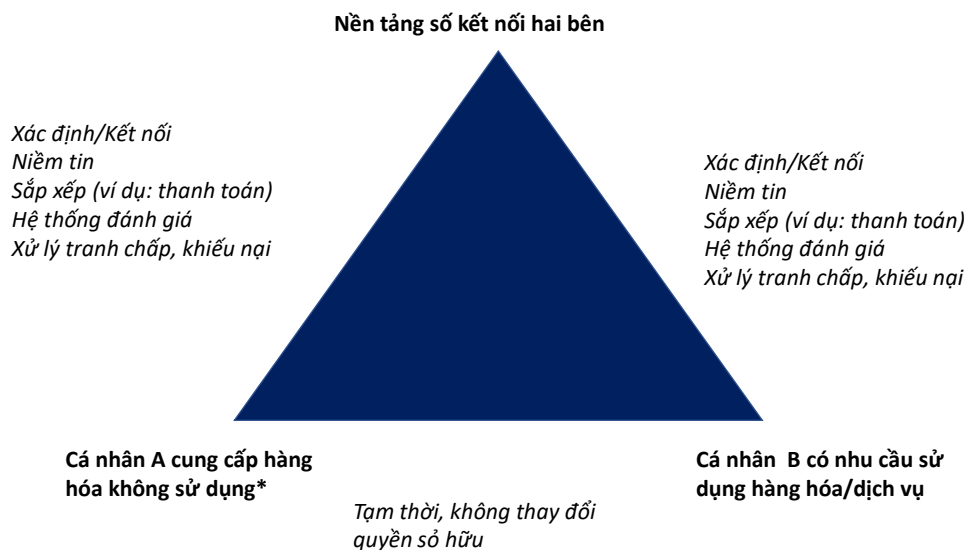 Nền tảng số kết nối hai bên
Xác định/Kết nối
Niềm tin
Sắp xếp (ví dụ: thanh toán)
Hệ thống đánh giá
Xử lý tranh chấp, khiếu nại
Xác định/Kết nối
Niềm tin
Sắp xếp (ví dụ: thanh toán)
Hệ thống đánh giá
Xử lý tranh chấp, khiếu nại
Cá nhân A cung cấp hàng
hóa không sử dụng*
Cá nhân B có nhu cầu sử
dụng hàng hóa/dịch vụ
Tạm thời, không thay đổi
quyền sỏ hữu